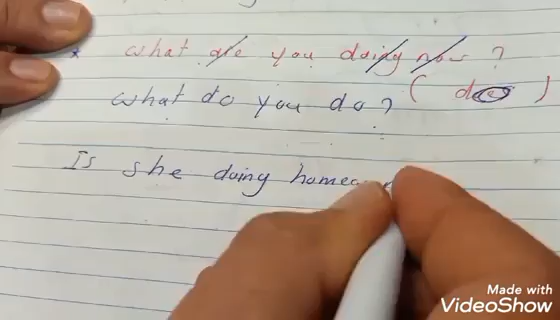 * What are you doing now ?
What do you do? ( do )
Is she doing
Made with
VideoShow